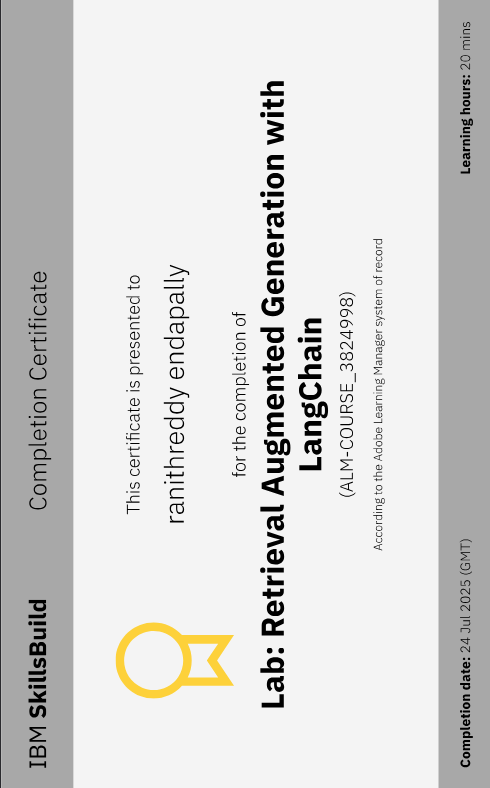 IBM SkillsBuild
Completion Certificate
This certificate is presented to
ranithreddy endapally
for the completion of
Lab: Retrieval Augmented Generation with
LangChain
(ALM-COURSE_3824998)
According to the Adobe Learning Manager system of record
Completion date: 24 Jul 2025 (GMT)
Learning hours: 20 mins